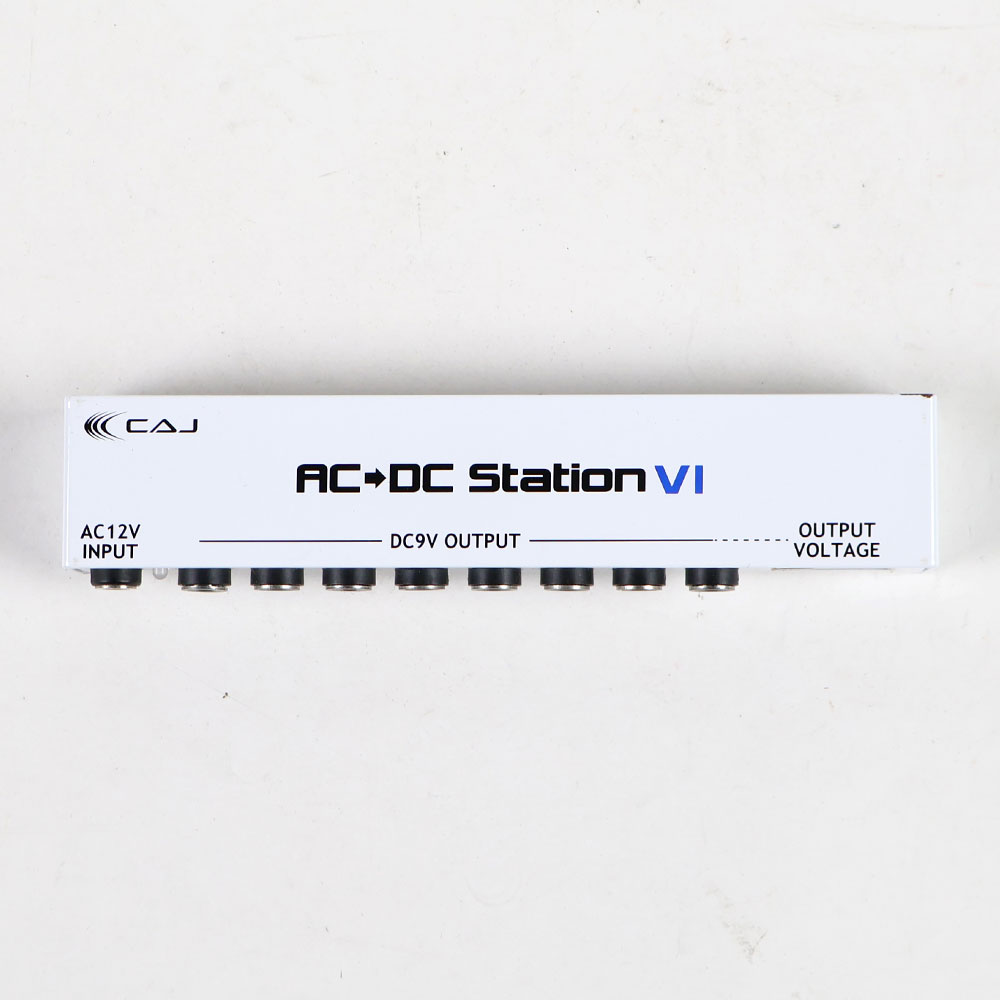 CAJ
AC➡DC Station VI
AC12V
INPUT
DC9V OUTPUT
OUTPUT
VOLTAGE